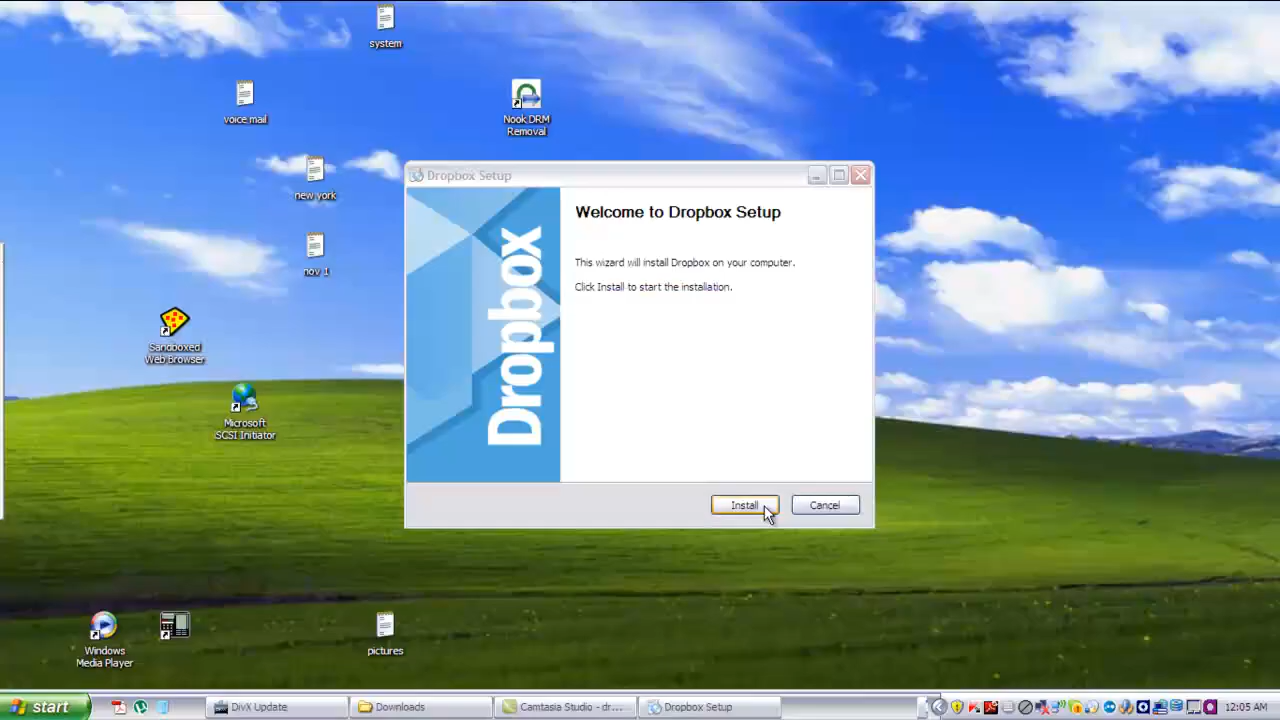 system
voice mail
Nook DRM
Removal
new york
nov 1
Sandboxed
Web Browser
Microsoft
SCSI Initiator
Windows
Media Player
pictures
Dropbox Setup
Dropbox
Welcome to Dropbox Setup
This wizard will install Dropbox on your computer.
Click Install to start the installation.
Install
Cancel
start
DivX Update
Downloads
Camtasia Studio - dr...
Dropbox Setup
12:05 AM